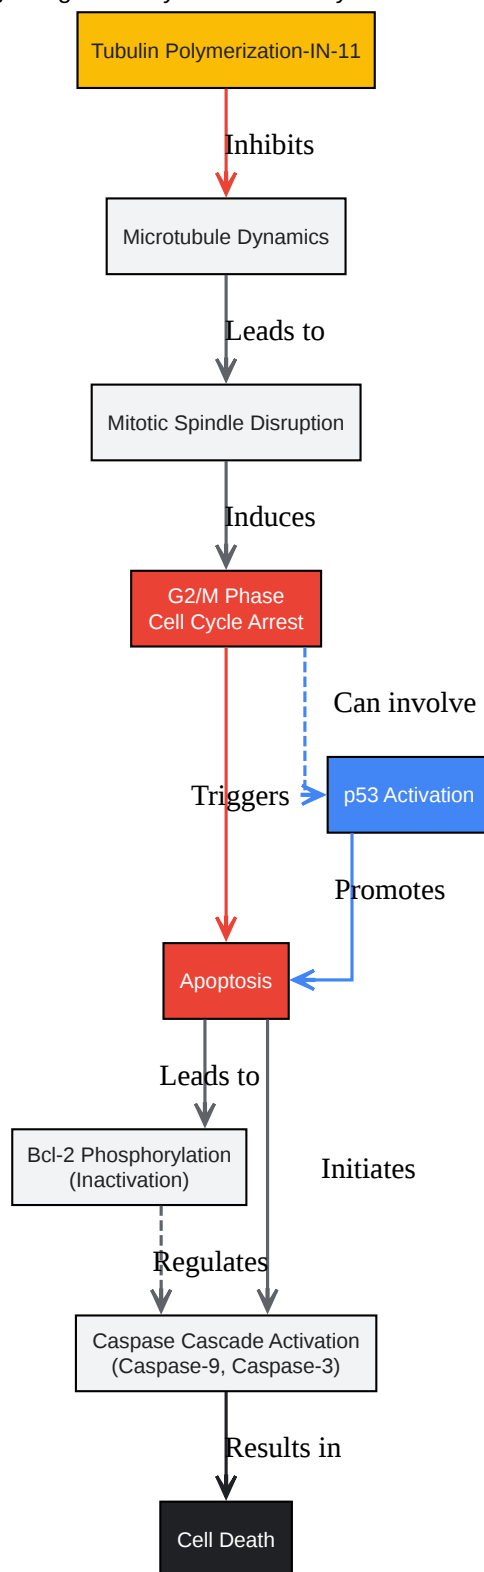 Tubulin Polymerization-IN-11
Inhibits
Microtubule Dynamics
Leads to
Mitotic Spindle Disruption
Induces
G2/M Phase
Cell Cycle Arrest
Can involve
Triggers
p53 Activation
Promotes
Apoptosis
Leads to
Bcl-2 Phosphorylation
(Inactivation)
Initiates
Regulates
Caspase Cascade Activation
(Caspase-9, Caspase-3)
Results in
Cell Death